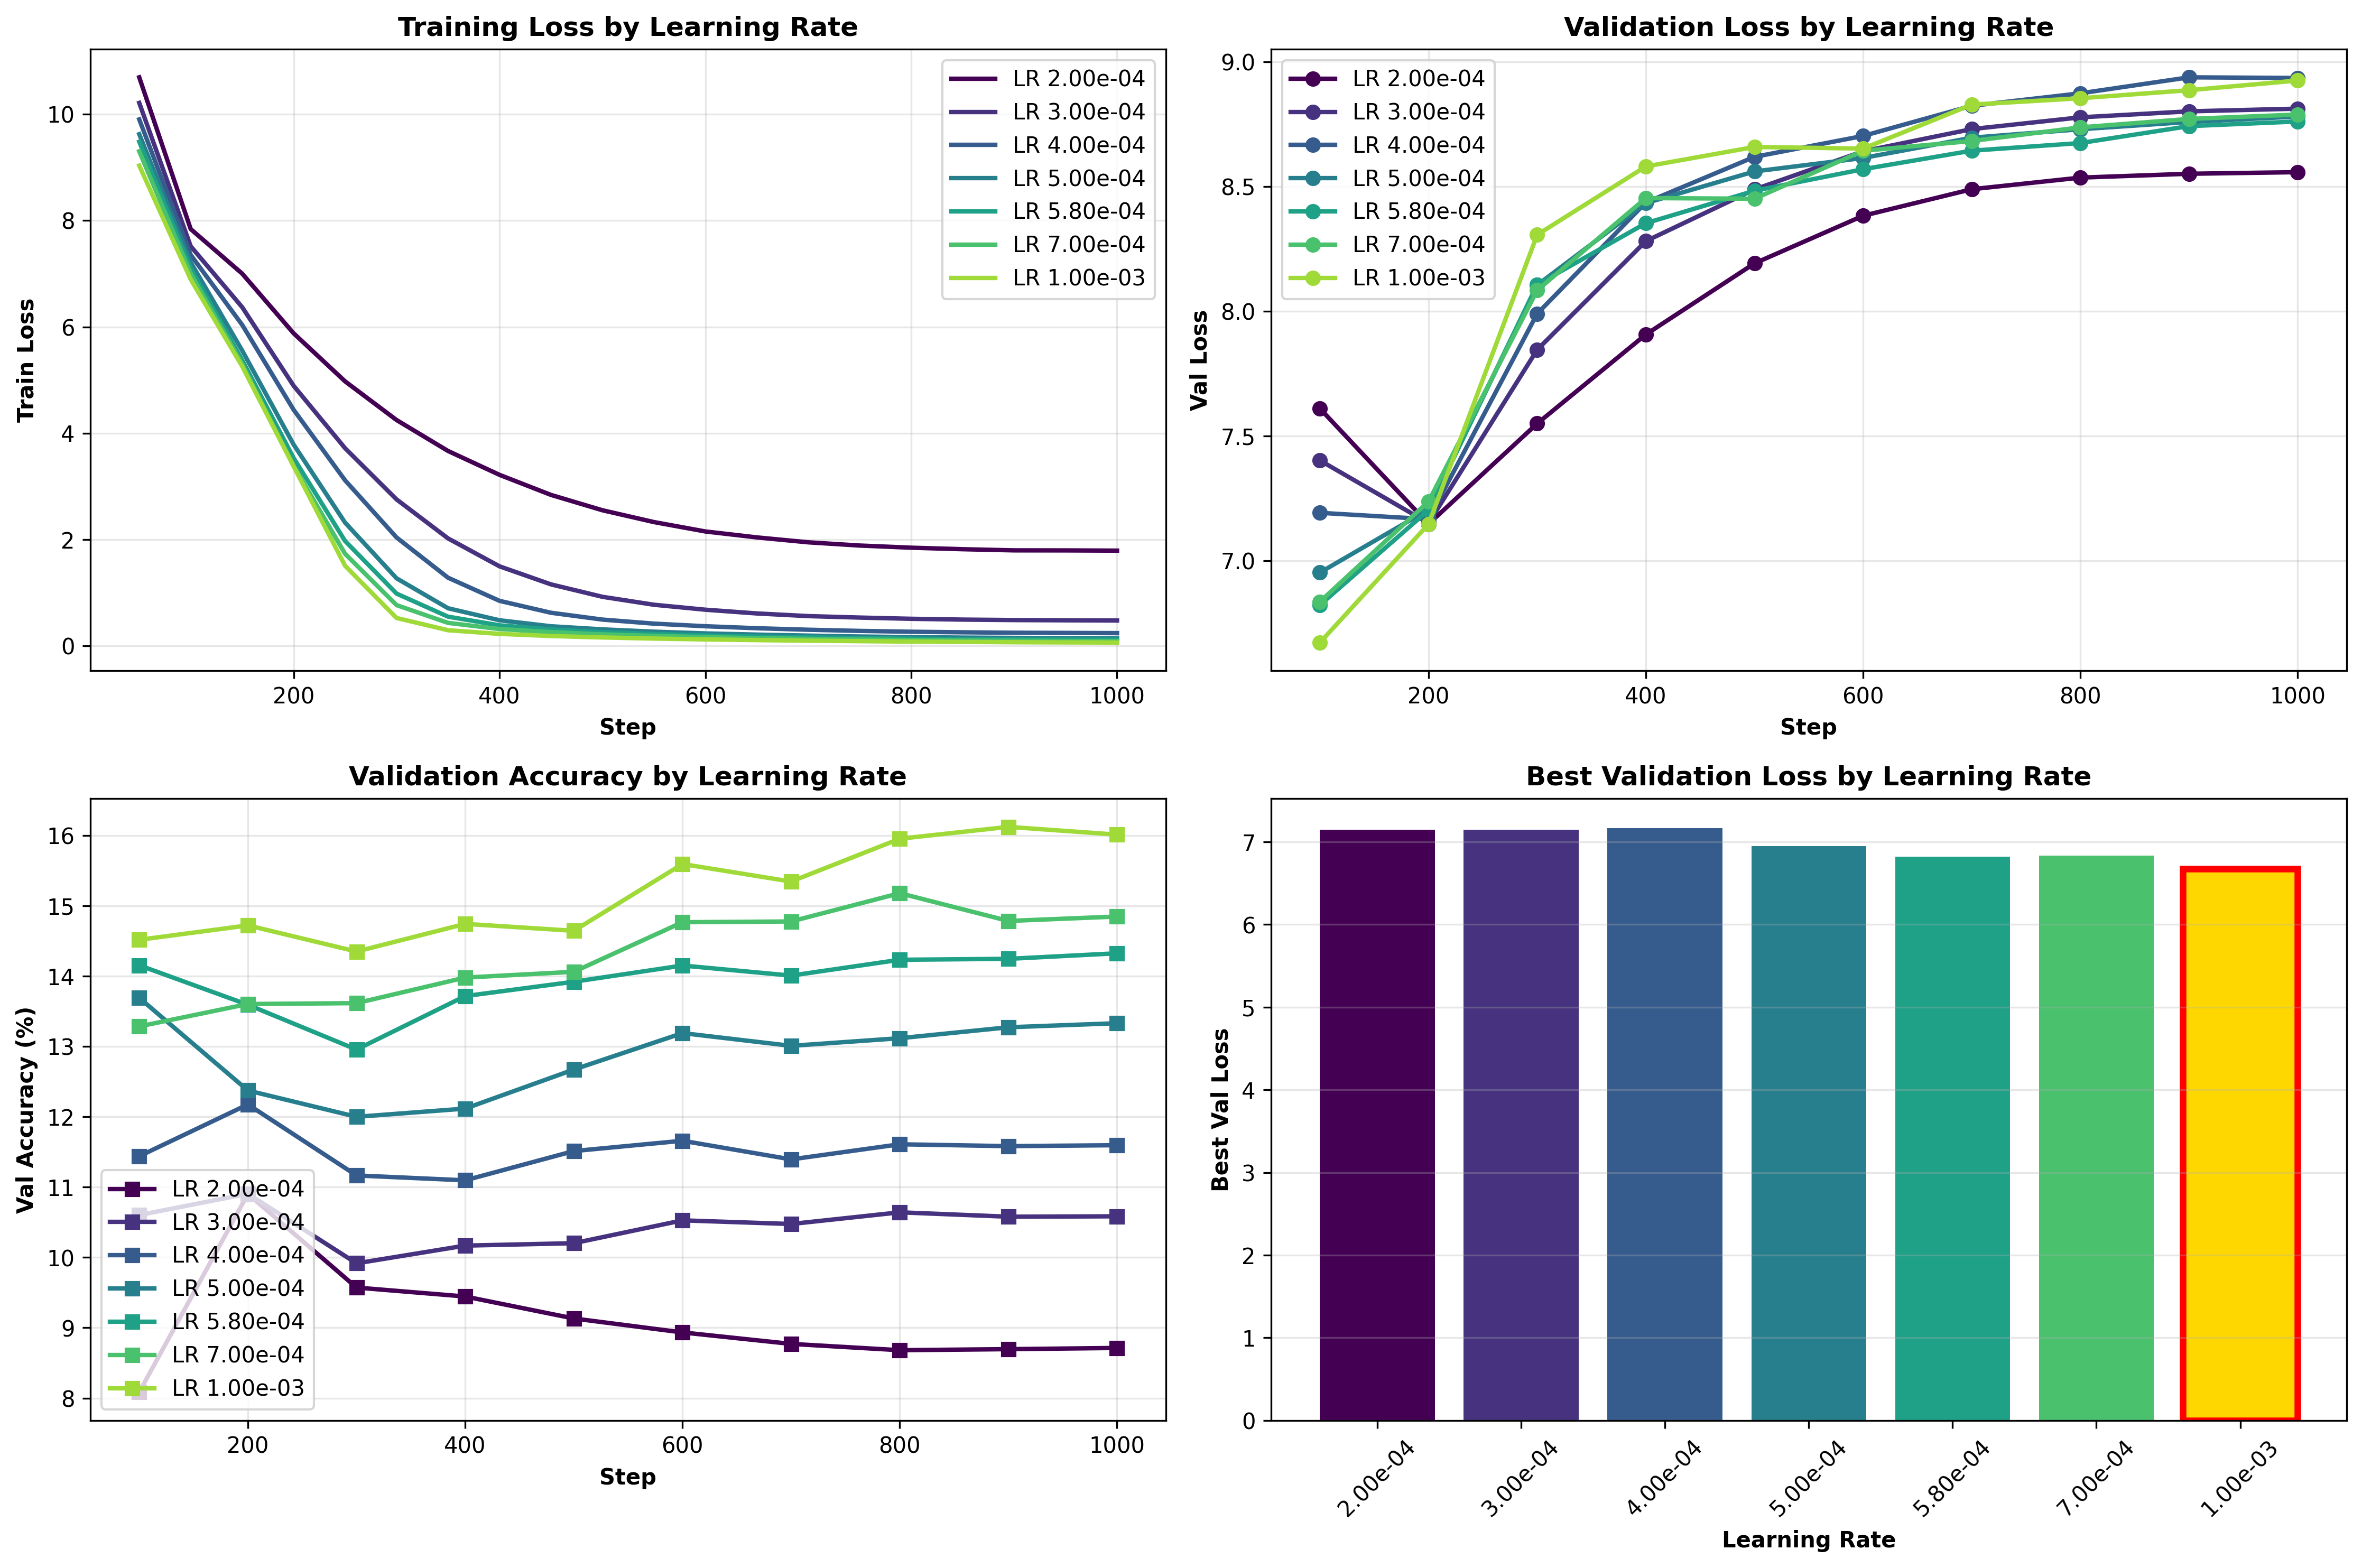 Training Loss by Learning Rate
Train Loss
10
8
6
4
2
0
LR 2.00e-04
LR 3.00e-04
LR 4.00e-04
LR 5.00e-04
LR 5.80e-04
LR 7.00e-04
LR 1.00e-03
200
400
600
800
1000
Step
Validation Loss by Learning Rate
Val Loss
9.0
8.5
8.0
7.5
7.0
LR 2.00e-04
LR 3.00e-04
LR 4.00e-04
LR 5.00e-04
LR 5.80e-04
LR 7.00e-04
LR 1.00e-03
200
400
600
800
1000
Step
Validation Accuracy by Learning Rate
Val Accuracy (%)
16
15
14
13
12
11
10
9
8
LR 2.00e-04
LR 3.00e-04
LR 4.00e-04
LR 5.00e-04
LR 5.80e-04
LR 7.00e-04
LR 1.00e-03
200
400
600
800
1000
Step
Best Validation Loss by Learning Rate
Best Val Loss
7
6
5
4
3
2
1
0
2.00e-04
3.00e-04
4.00e-04
5.00e-04
5.80e-04
7.00e-04
1.00e-03
Learning Rate